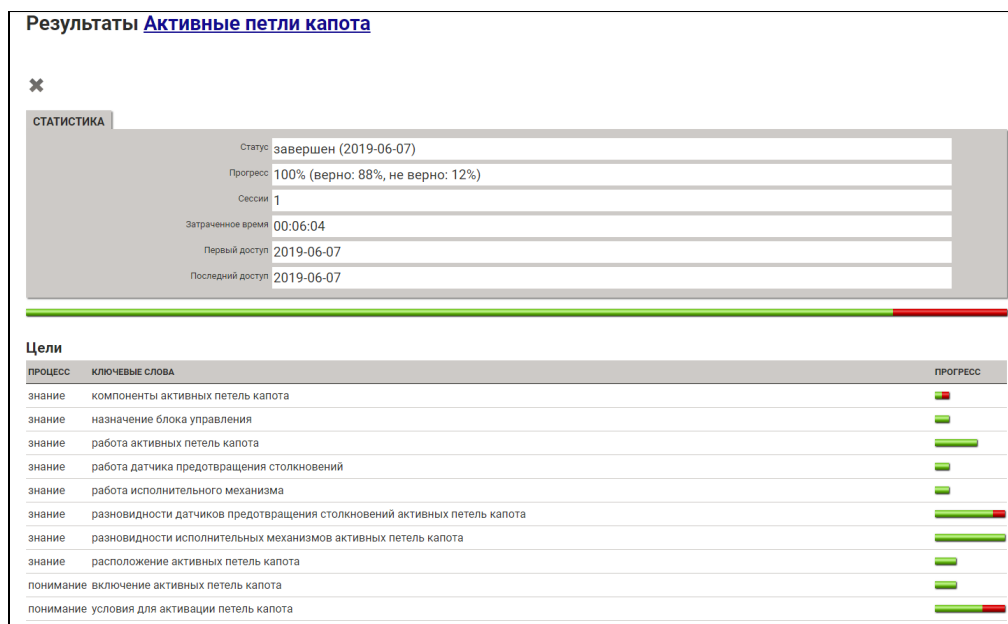 Результаты Активные петли капота
СТАТИСТИКА
Статус завершен (2019-06-07)
Прогресс 100% (верно: 88%, не верно: 12%)
Сессии 1
Затраченное время 00:06:04
Первый доступ 2019-06-07
Последний доступ 2019-06-07
Цели
ПРОЦЕСС КЛЮЧЕВЫЕ СЛОВА ПРОГРЕСС
знание компоненты активных петель капота
знание назначение блока управления
знание работа активных петель капота
знание работа датчика предотвращения столкновений
знание работа исполнительного механизма
знание разновидности датчиков предотвращения столкновений активных петель капота
знание разновидности исполнительных механизмов активных петель капота
знание расположение активных петель капота
понимание включение активных петель капота
понимание условия для активации петель капота